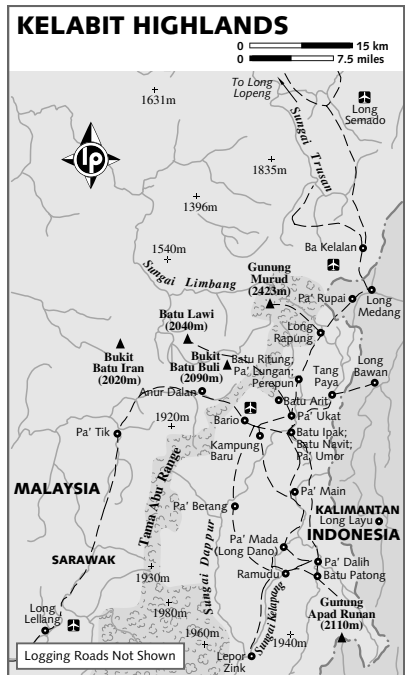 KELABIT HIGHLANDS
0 15 km
0 7.5 miles
To Long
Lopeng
1631m
Long
Semado
Sungai Trusan
lp
1835m
1396m
1540m
Ba Kelalan
Sungai Limbang
Gunung
Murud
(2423m)
Pa' Rupai
Long
Medang
Batu Lawi
(2040m)
Long
Rapung
Bukit
Batu Iran
(2020m)
Bukit
Batu Buli
(2090m)
Batu Ritung;
Pa' Lungan;
Perepun
Tang
Paya
Long
Bawan
Anur Dalan
Batu Arit
1920m
Bario
Pa' Ukat
Pa' Tik
Kampung
Baru
Batu Ipak;
Batu Navit;
Pa' Umor
Tama Abu Range
MALAYSIA
Pa' Main
Pa' Berang
KALIMANTAN
Long Layu
INDONESIA
Pa' Mada
(Long Dano)
SARAWAK
Sungai Dappur
Pa' Dalih
1930m
Ramudu
Batu Patong
Long
Lellang
1980m
Sungai Kelapang
Gunung
Apad Runan
(2110m)
1960m
1940m
Logging Roads Not Shown
Lepor
Zink